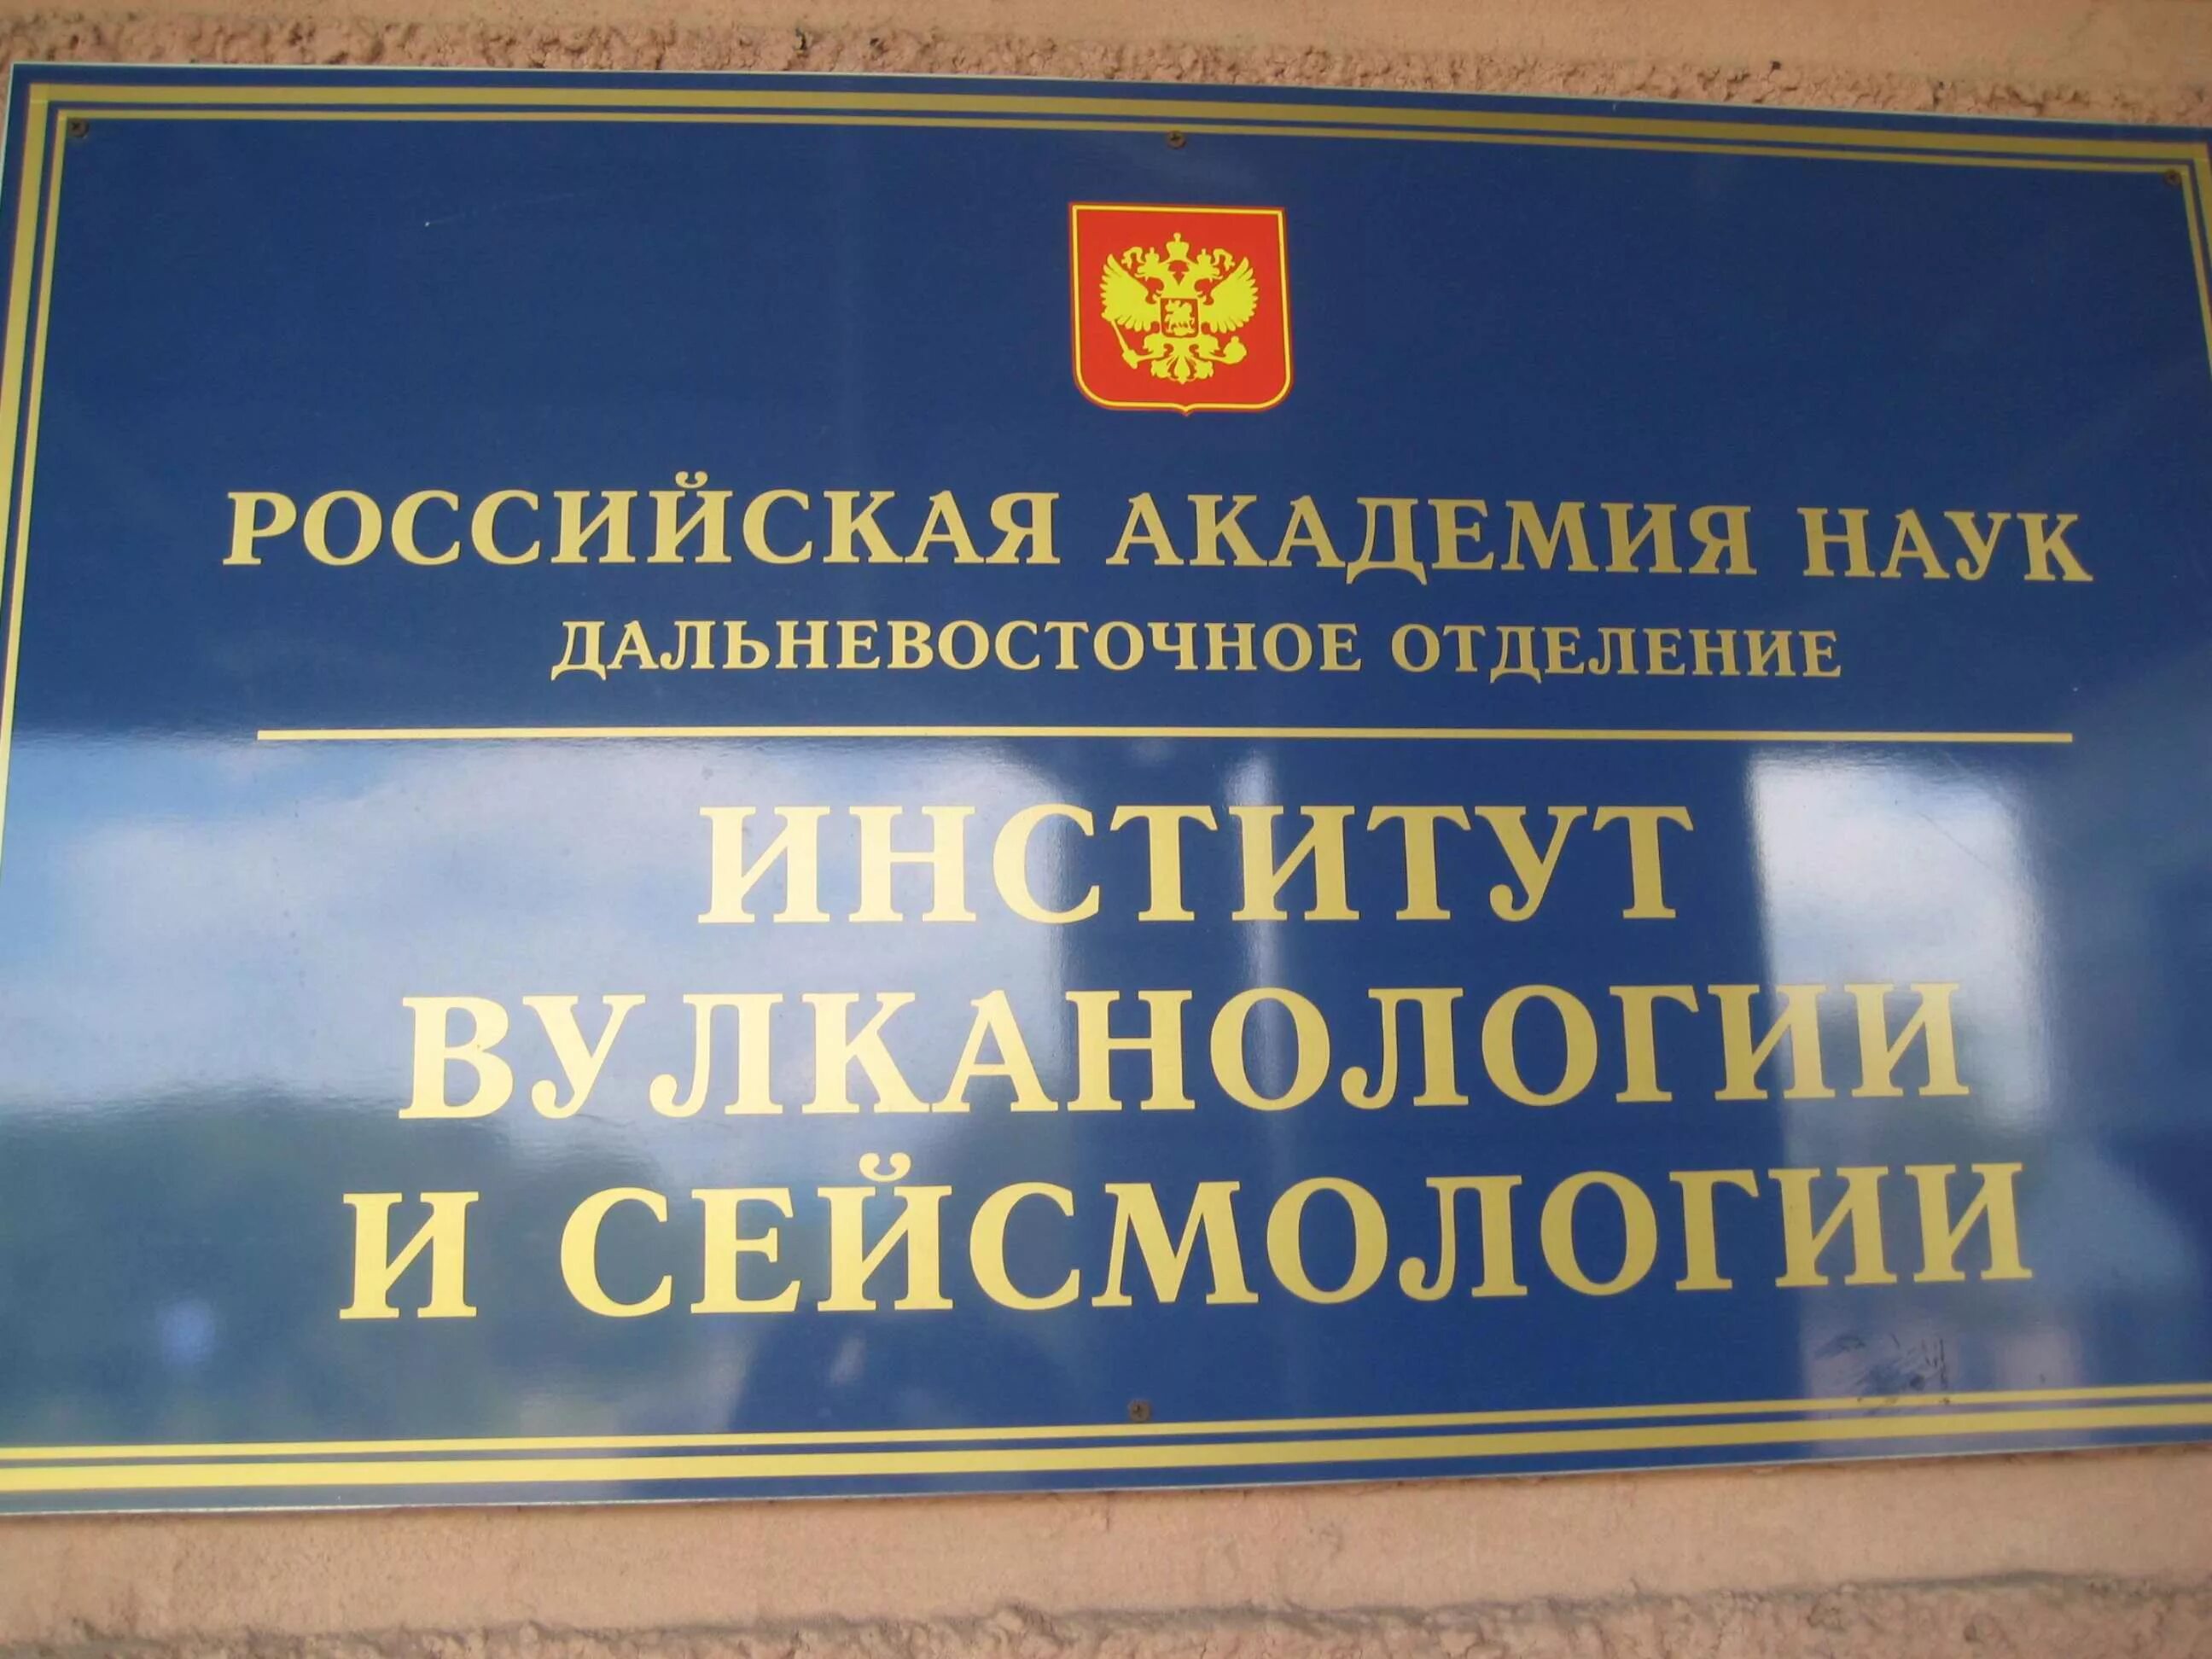 РОССИЙСКАЯ АКАДЕМИЯ НАУК
ДАЛЬНЕВОСТОЧНОЕ ОТДЕЛЕНИЕ
ИНСТИТУТ
ВУЛКАНОЛОГИИ
И СЕЙСМОЛОГИИ